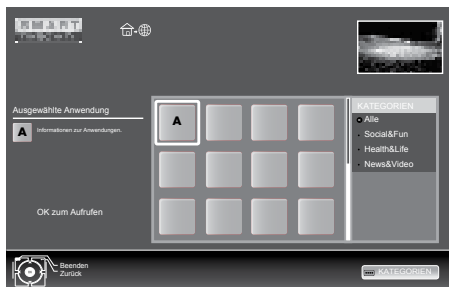 Ausgewählte Anwendung
A
Informationen zur Anwendungen.
OK zum Aufrufen
A
KATEGORIEN
Alle
Social&Fun
Health&Life
News&Video
Beenden
Zurück
KATEGORIEN